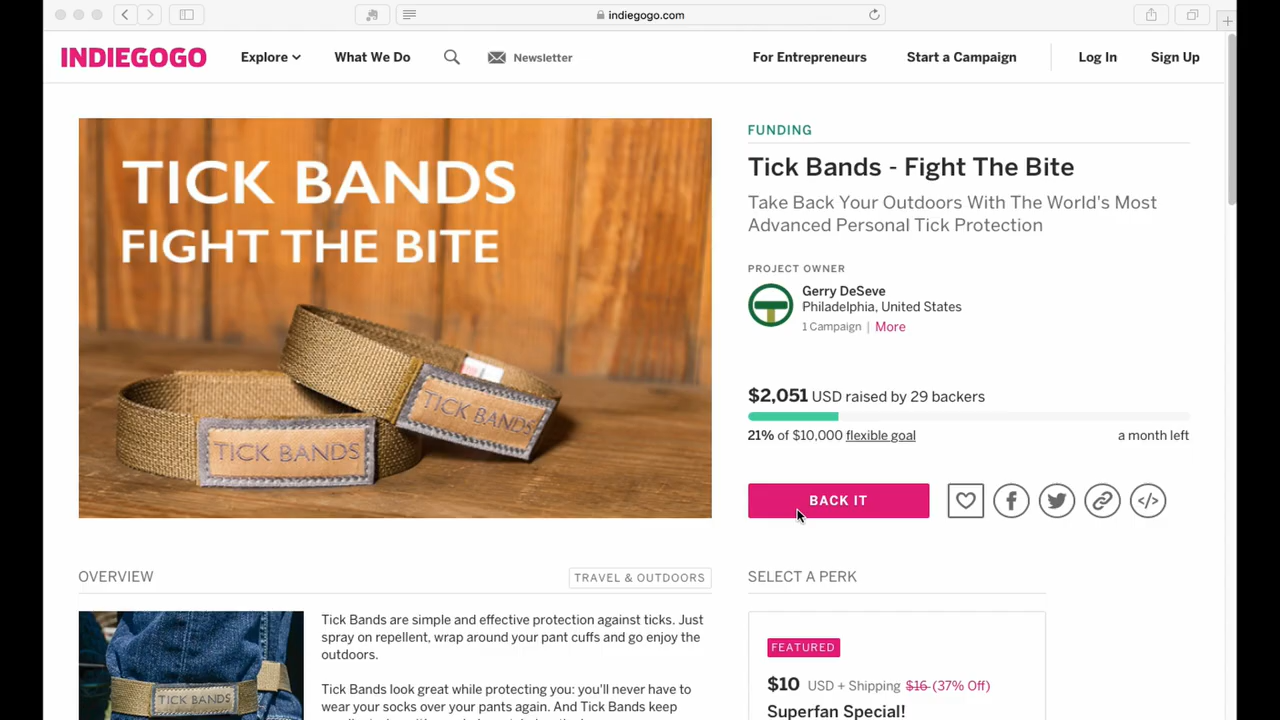 indiegogo.com
INDIEGOGO
Explore
What We Do
Newsletter
For Entrepreneurs
Start a Campaign
Log In
Sign Up
TICK BANDS
FIGHT THE BITE
TICK BANDS
TICK BANDS
FUNDING
Tick Bands - Fight The Bite
Take Back Your Outdoors With The World's Most
Advanced Personal Tick Protection
PROJECT OWNER
Gerry DeSeve
Philadelphia, United States
1 Campaign | More
$2,051 USD raised by 29 backers
21% of $10,000 flexible goal
a month left
BACK IT
OVERVIEW
TRAVEL & OUTDOORS
TICK BANDS
Tick Bands are simple and effective protection against ticks. Just
spray on repellent, wrap around your pant cuffs and go enjoy the
outdoors.
Tick Bands look great while protecting you: you'll never have to
wear your socks over your pants again. And Tick Bands keep
SELECT A PERK
FEATURED
$10 USD + Shipping $16 (37% Off)
Superfan Special!